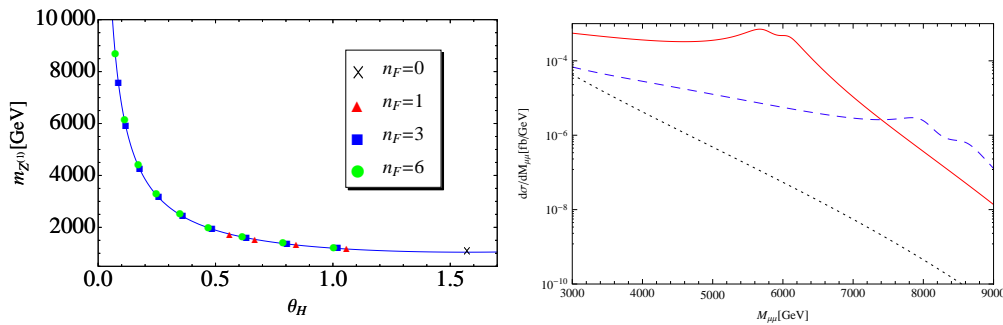 m_{Z^{(1)}}[GeV]
10000
8000
6000
4000
2000
0.0 0.5 1.0 1.5
θ_H
n_F=0
n_F=1
n_F=3
n_F=6
dσ/dM_{μμ}[fb/GeV]
10^{-4}
10^{-6}
10^{-8}
10^{-10}
3000 4000 5000 6000 7000 8000 9000
M_{μμ}[GeV]